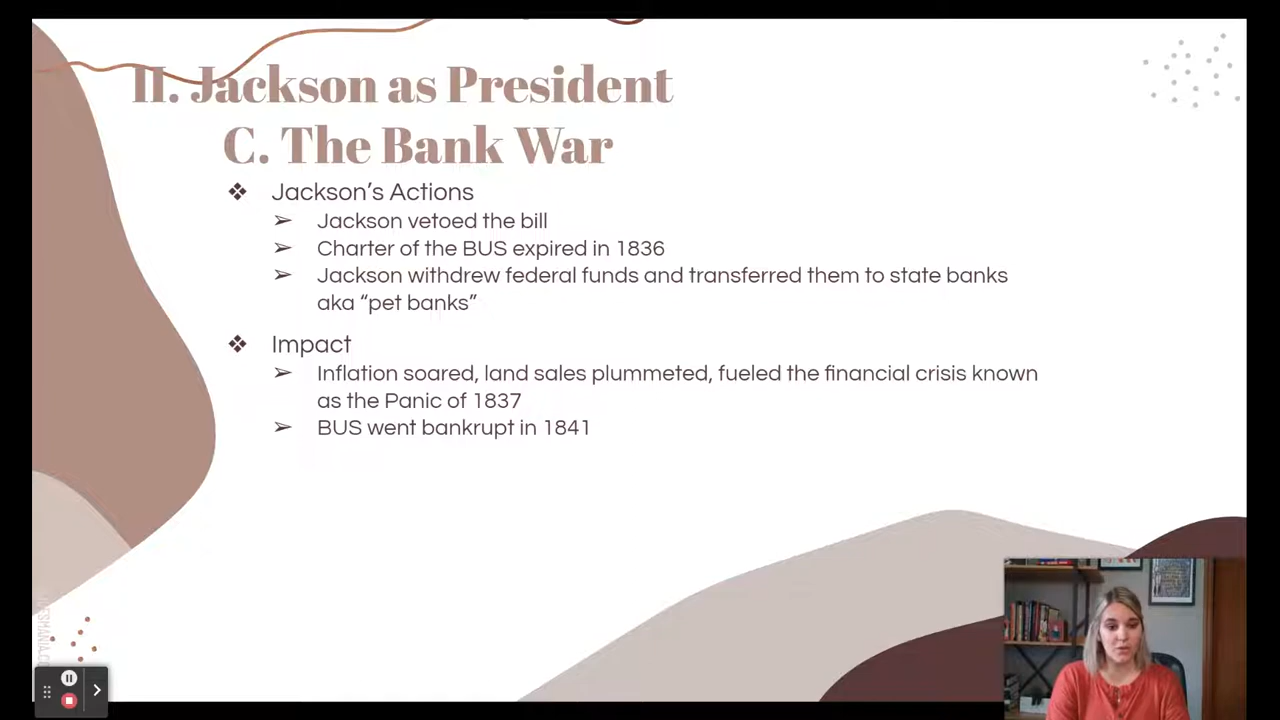 II. Jackson as President
C. The Bank War
❖ Jackson’s Actions
➢ Jackson vetoed the bill
➢ Charter of the BUS expired in 1836
➢ Jackson withdrew federal funds and transferred them to state banks
aka “pet banks”
❖ Impact
➢ Inflation soared, land sales plummeted, fueled the financial crisis known
as the Panic of 1837
➢ BUS went bankrupt in 1841